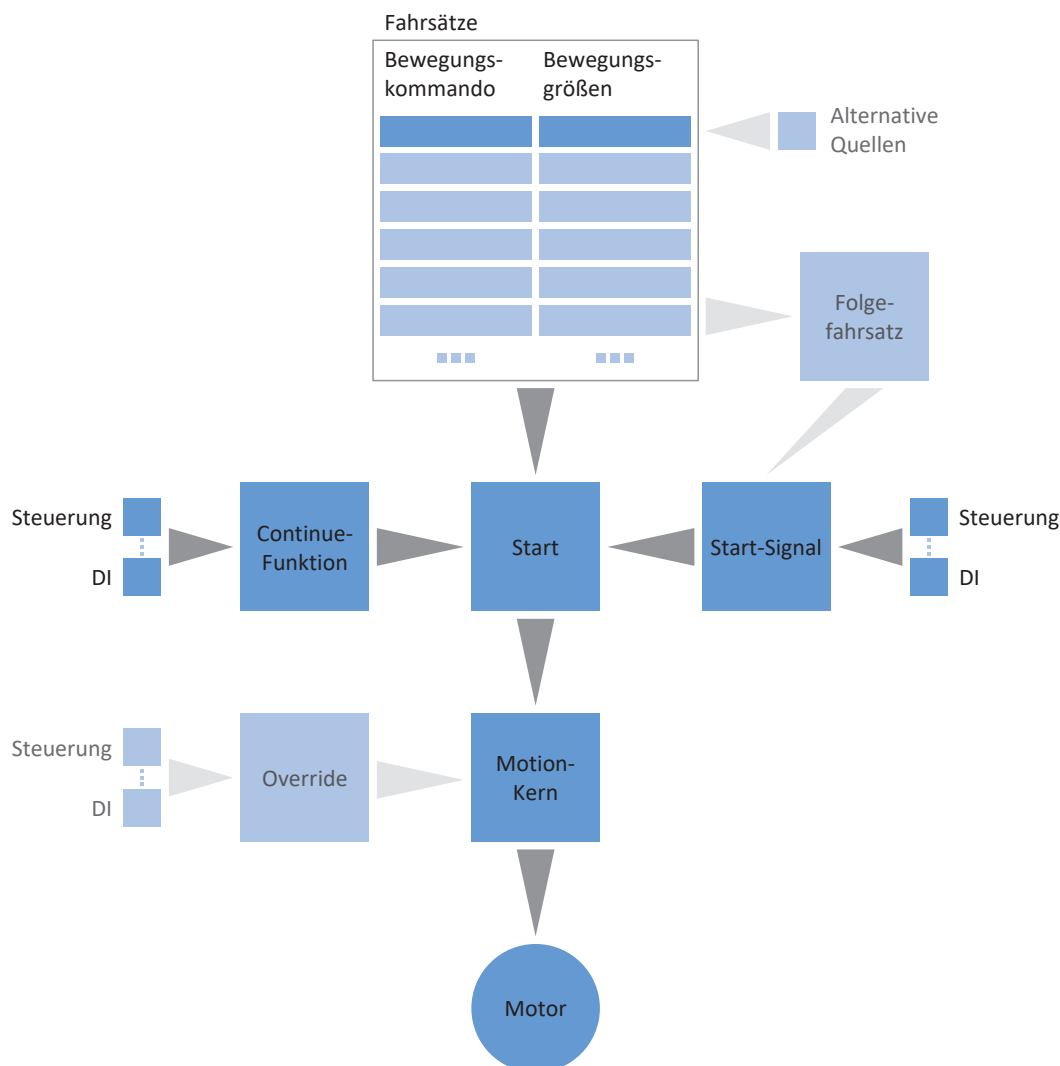 Fahrsätze
Bewegungs-
kommando
Bewegungs-
größen
Alternative
Quellen
Folge-
fahrsatz
Steuerung
DI
Continue-
Funktion
Start
Start-Signal
Steuerung
DI
Steuerung
DI
Override
Motion-
Kern
Motor